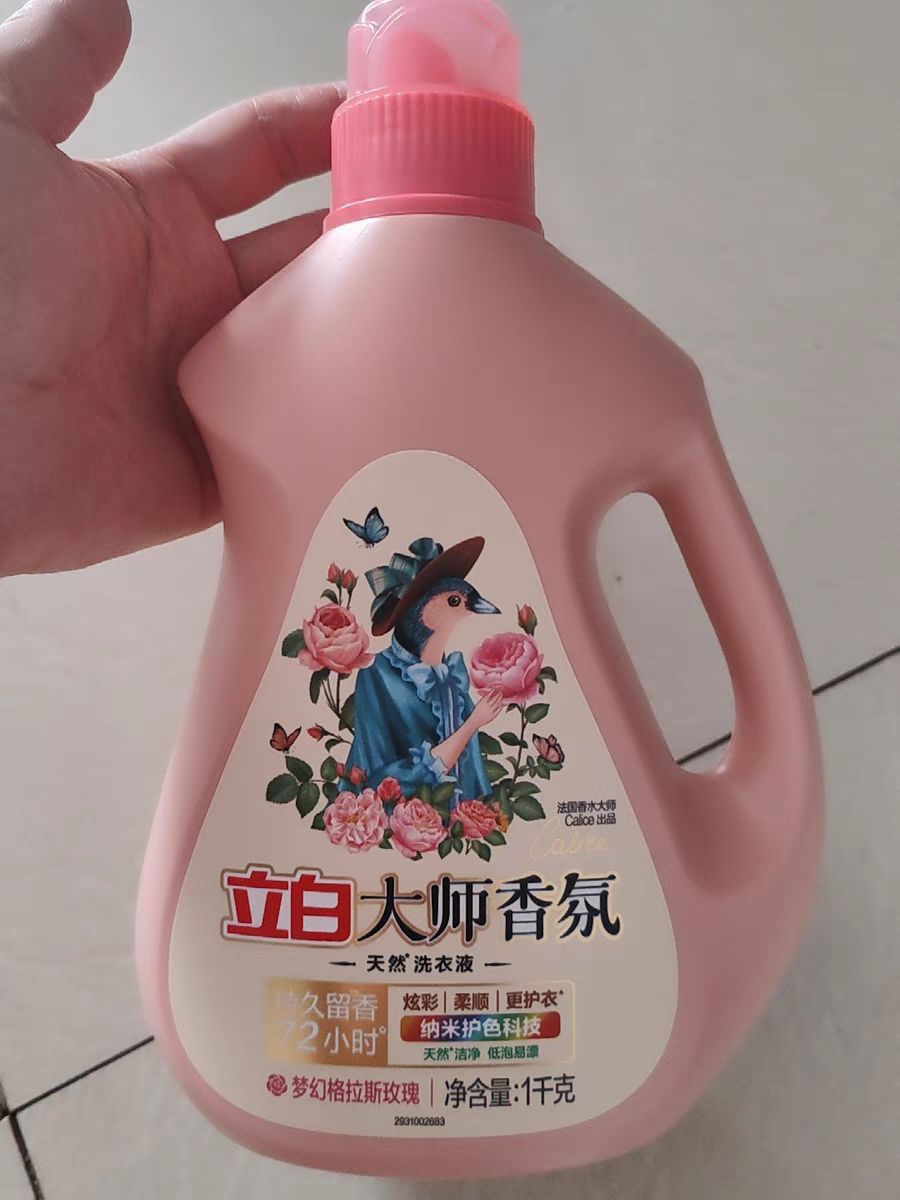 法国香水大师
Calice 出品
Calice
立白大师香氛
天然*洗衣液
持久留香
72小时
炫彩|柔顺|更护衣
纳米护色科技
天然*洁净 低泡易漂
梦幻格拉斯玫瑰|净含量:1千克
2931002683